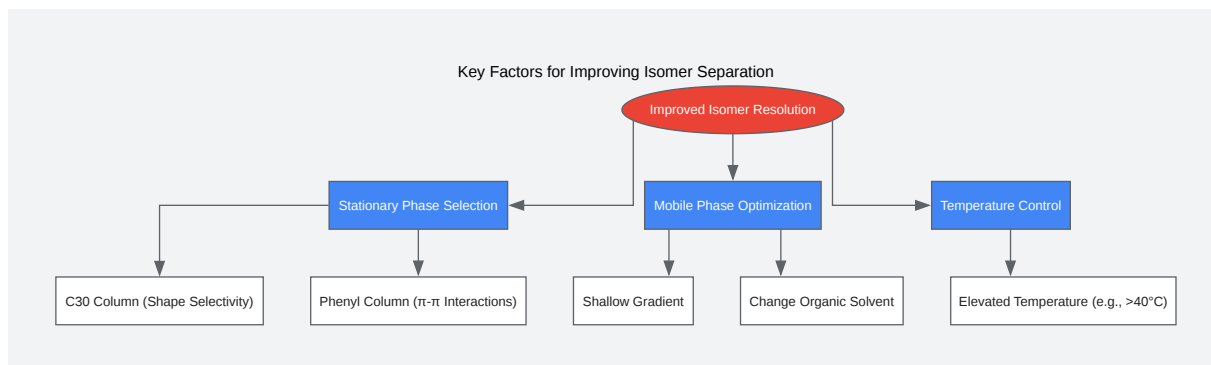 Key Factors for Improving Isomer Separation
Improved Isomer Resolution
Stationary Phase Selection
Mobile Phase Optimization
Temperature Control
C30 Column (Shape Selectivity)
Phenyl Column (π-π Interactions)
Shallow Gradient
Change Organic Solvent
Elevated Temperature (e.g., >40°C)